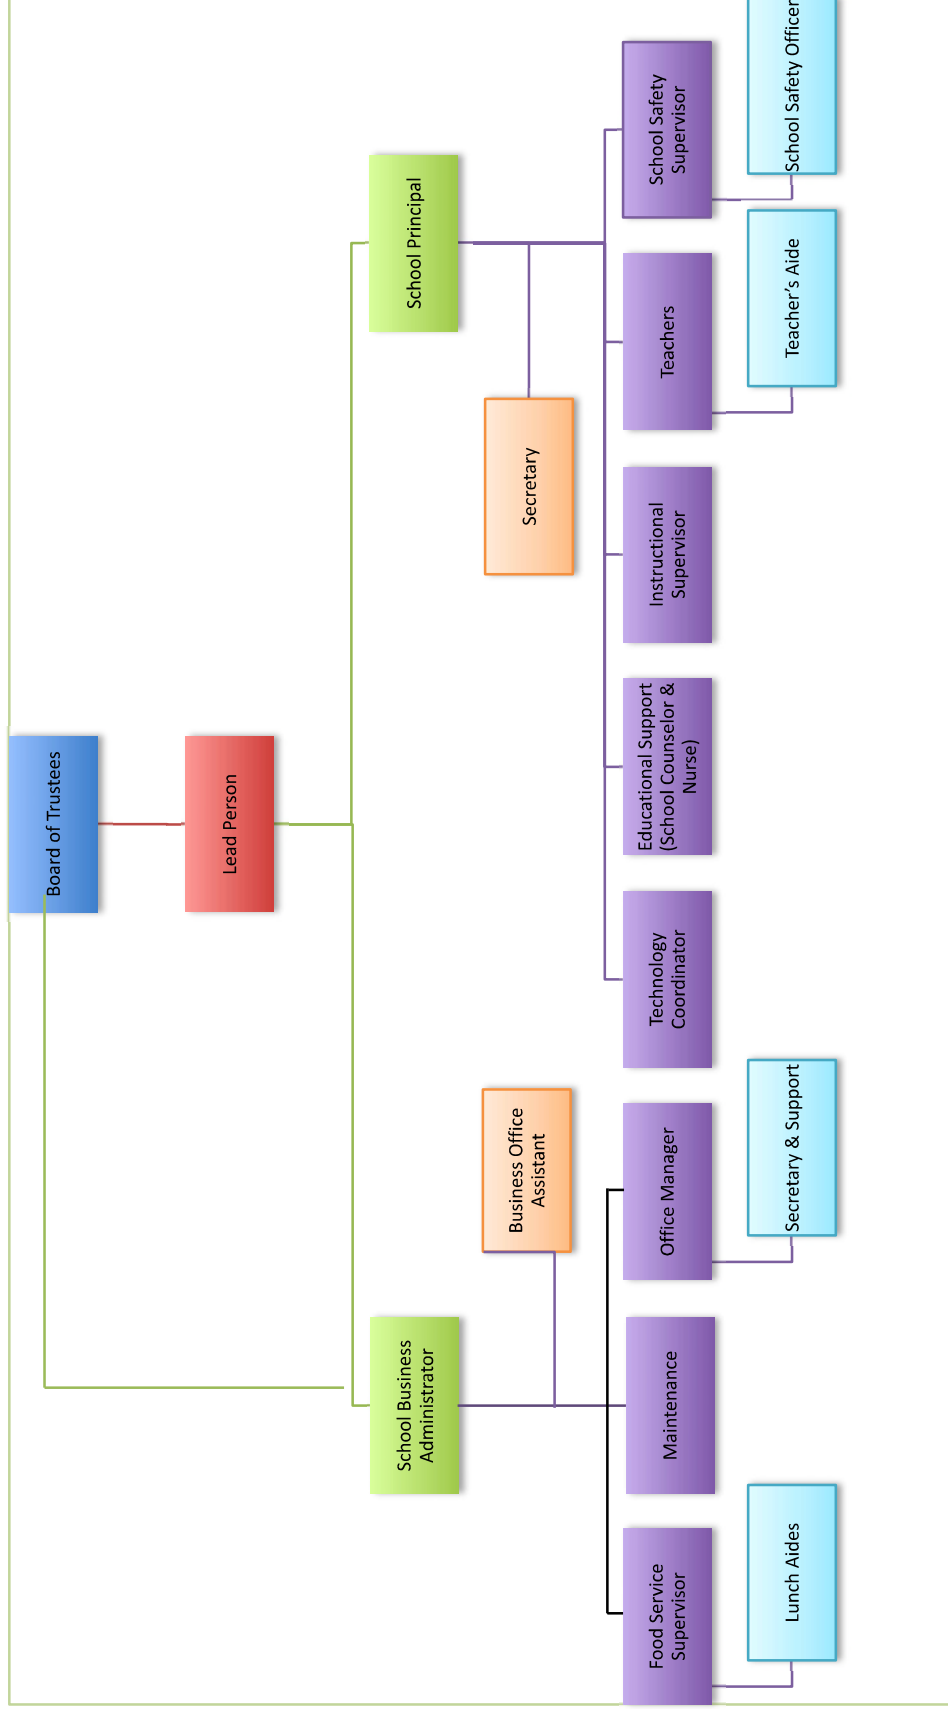 Board of Trustees
Lead Person
School Business
Administrator
School Principal
Business Office
Assistant
Secretary
Food Service
Supervisor
Maintenance
Office Manager
Technology
Coordinator
Educational Support
(School Counselor &
Nurse)
Instructional
Supervisor
Teachers
School Safety
Supervisor
Lunch Aides
Secretary & Support
Teacher’s Aide
School Safety Officer